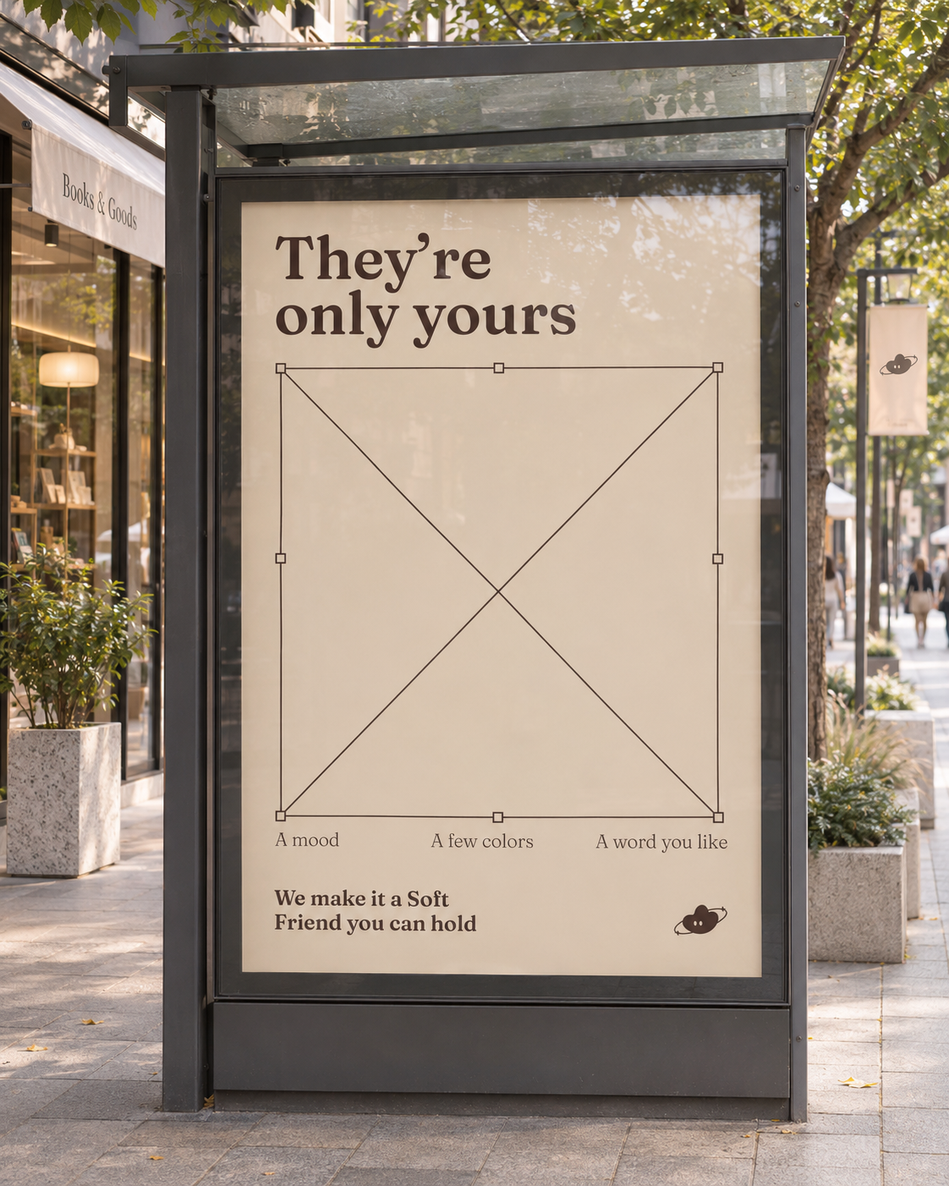 Books & Goods
They're
only yours
A mood
A few colors
A word you like
We make it a Soft
Friend you can hold